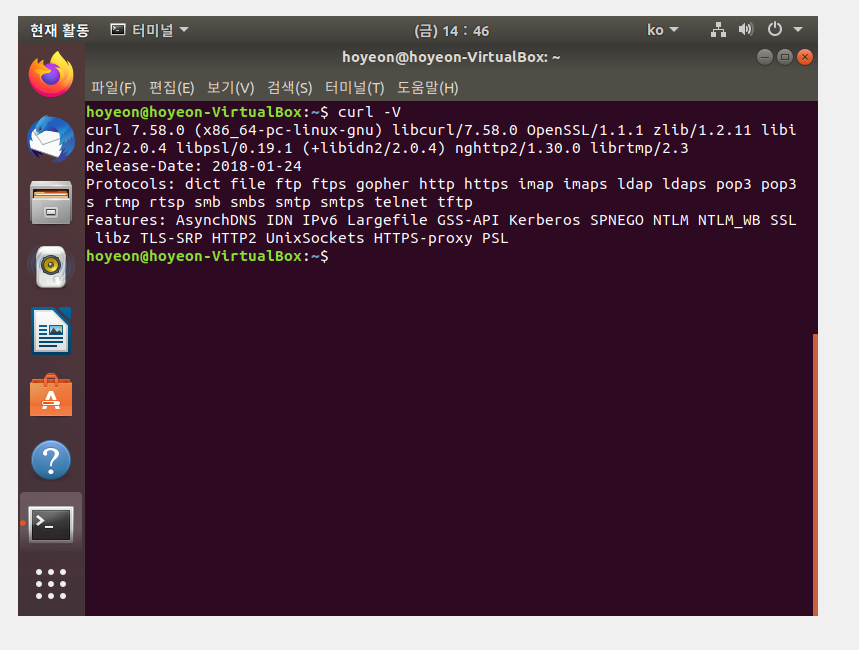 현재 활동 터미널 (금) 14 : 46 ko
hoyeon@hoyeon-VirtualBox: ~
파일(F) 편집(E) 보기(V) 검색(S) 터미널(T) 도움말(H)
hoyeon@hoyeon-VirtualBox:~$ curl -V
curl 7.58.0 (x86_64-pc-linux-gnu) libcurl/7.58.0 OpenSSL/1.1.1 zlib/1.2.11 libi
dn2/2.0.4 libpsl/0.19.1 (+libidn2/2.0.4) nghttp2/1.30.0 librtmp/2.3
Release-Date: 2018-01-24
Protocols: dict file ftp ftps gopher http https imap imaps ldap ldaps pop3 pop3
s rtmp rtsp smb smbs smtp smtps telnet tftp
Features: AsynchDNS IDN IPv6 Largefile GSS-API Kerberos SPNEGO NTLM NTLM_WB SSL
 libz TLS-SRP HTTP2 UnixSockets HTTPS-proxy PSL
hoyeon@hoyeon-VirtualBox:~$